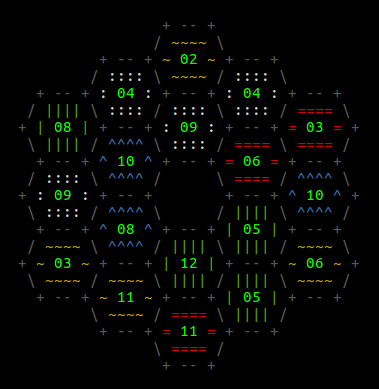 + -- +
/ ~~~~ \
+ -- + ~ 02 ~ + -- +
/ :::: \ ~~~~ / :::: \
+ -- + : 04 : + -- + : 04 : + -- +
/ |||| \ :::: / :::: \ :::: / ==== \
+ | 08 | + -- + : 09 : + -- + = 03 = +
\ |||| / ^^^^ \ :::: / ==== \ ==== /
+ -- + ^ 10 ^ + -- + = 06 = + -- +
/ :::: \ ^^^^ / \ ==== / ^^^^ \
+ : 09 : + -- + + -- + ^ 10 ^ +
\ :::: / ^^^^ \ / |||| \ ^^^^ /
+ -- + ^ 08 ^ + -- + | 05 | + -- +
/ ~~~~ \ ^^^^ / |||| \ |||| / ~~~~ \
+ ~ 03 ~ + -- + | 12 | + -- + ~ 06 ~ +
\ ~~~~ / ~~~~ \ |||| / |||| \ ~~~~ /
+ -- + ~ 11 ~ + -- + | 05 | + -- +
\ ~~~~ / ==== \ |||| /
+ -- + = 11 = + -- +
\ ==== /
+ -- +